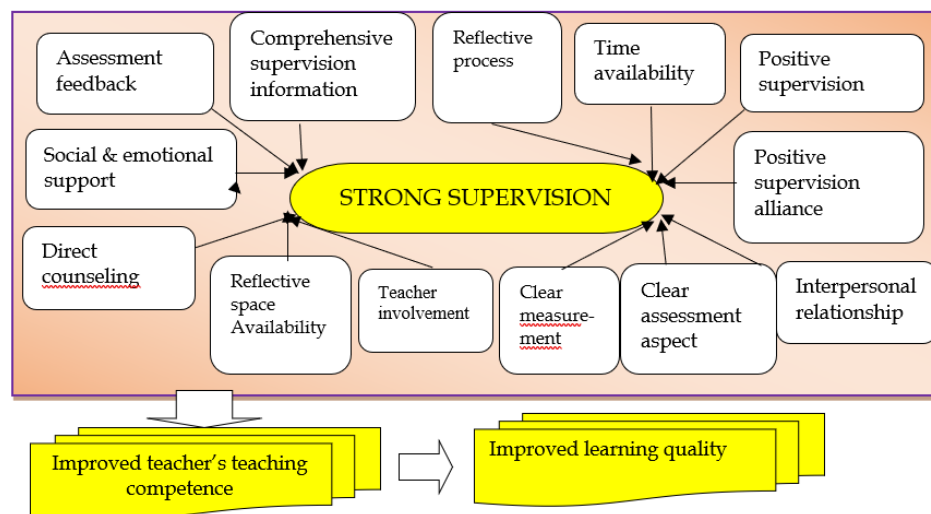 Assessment
feedback
Comprehensive
supervision
information
Reflective
process
Time
availability
Positive
supervision
Social & emotional
support
STRONG SUPERVISION
Positive
supervision
alliance
Direct
counseling
Reflective
space
Availability
Teacher
involvement
Clear
measure-
ment
Clear
assessment
aspect
Interpersonal
relationship
Improved teacher's teaching
competence
Improved learning quality